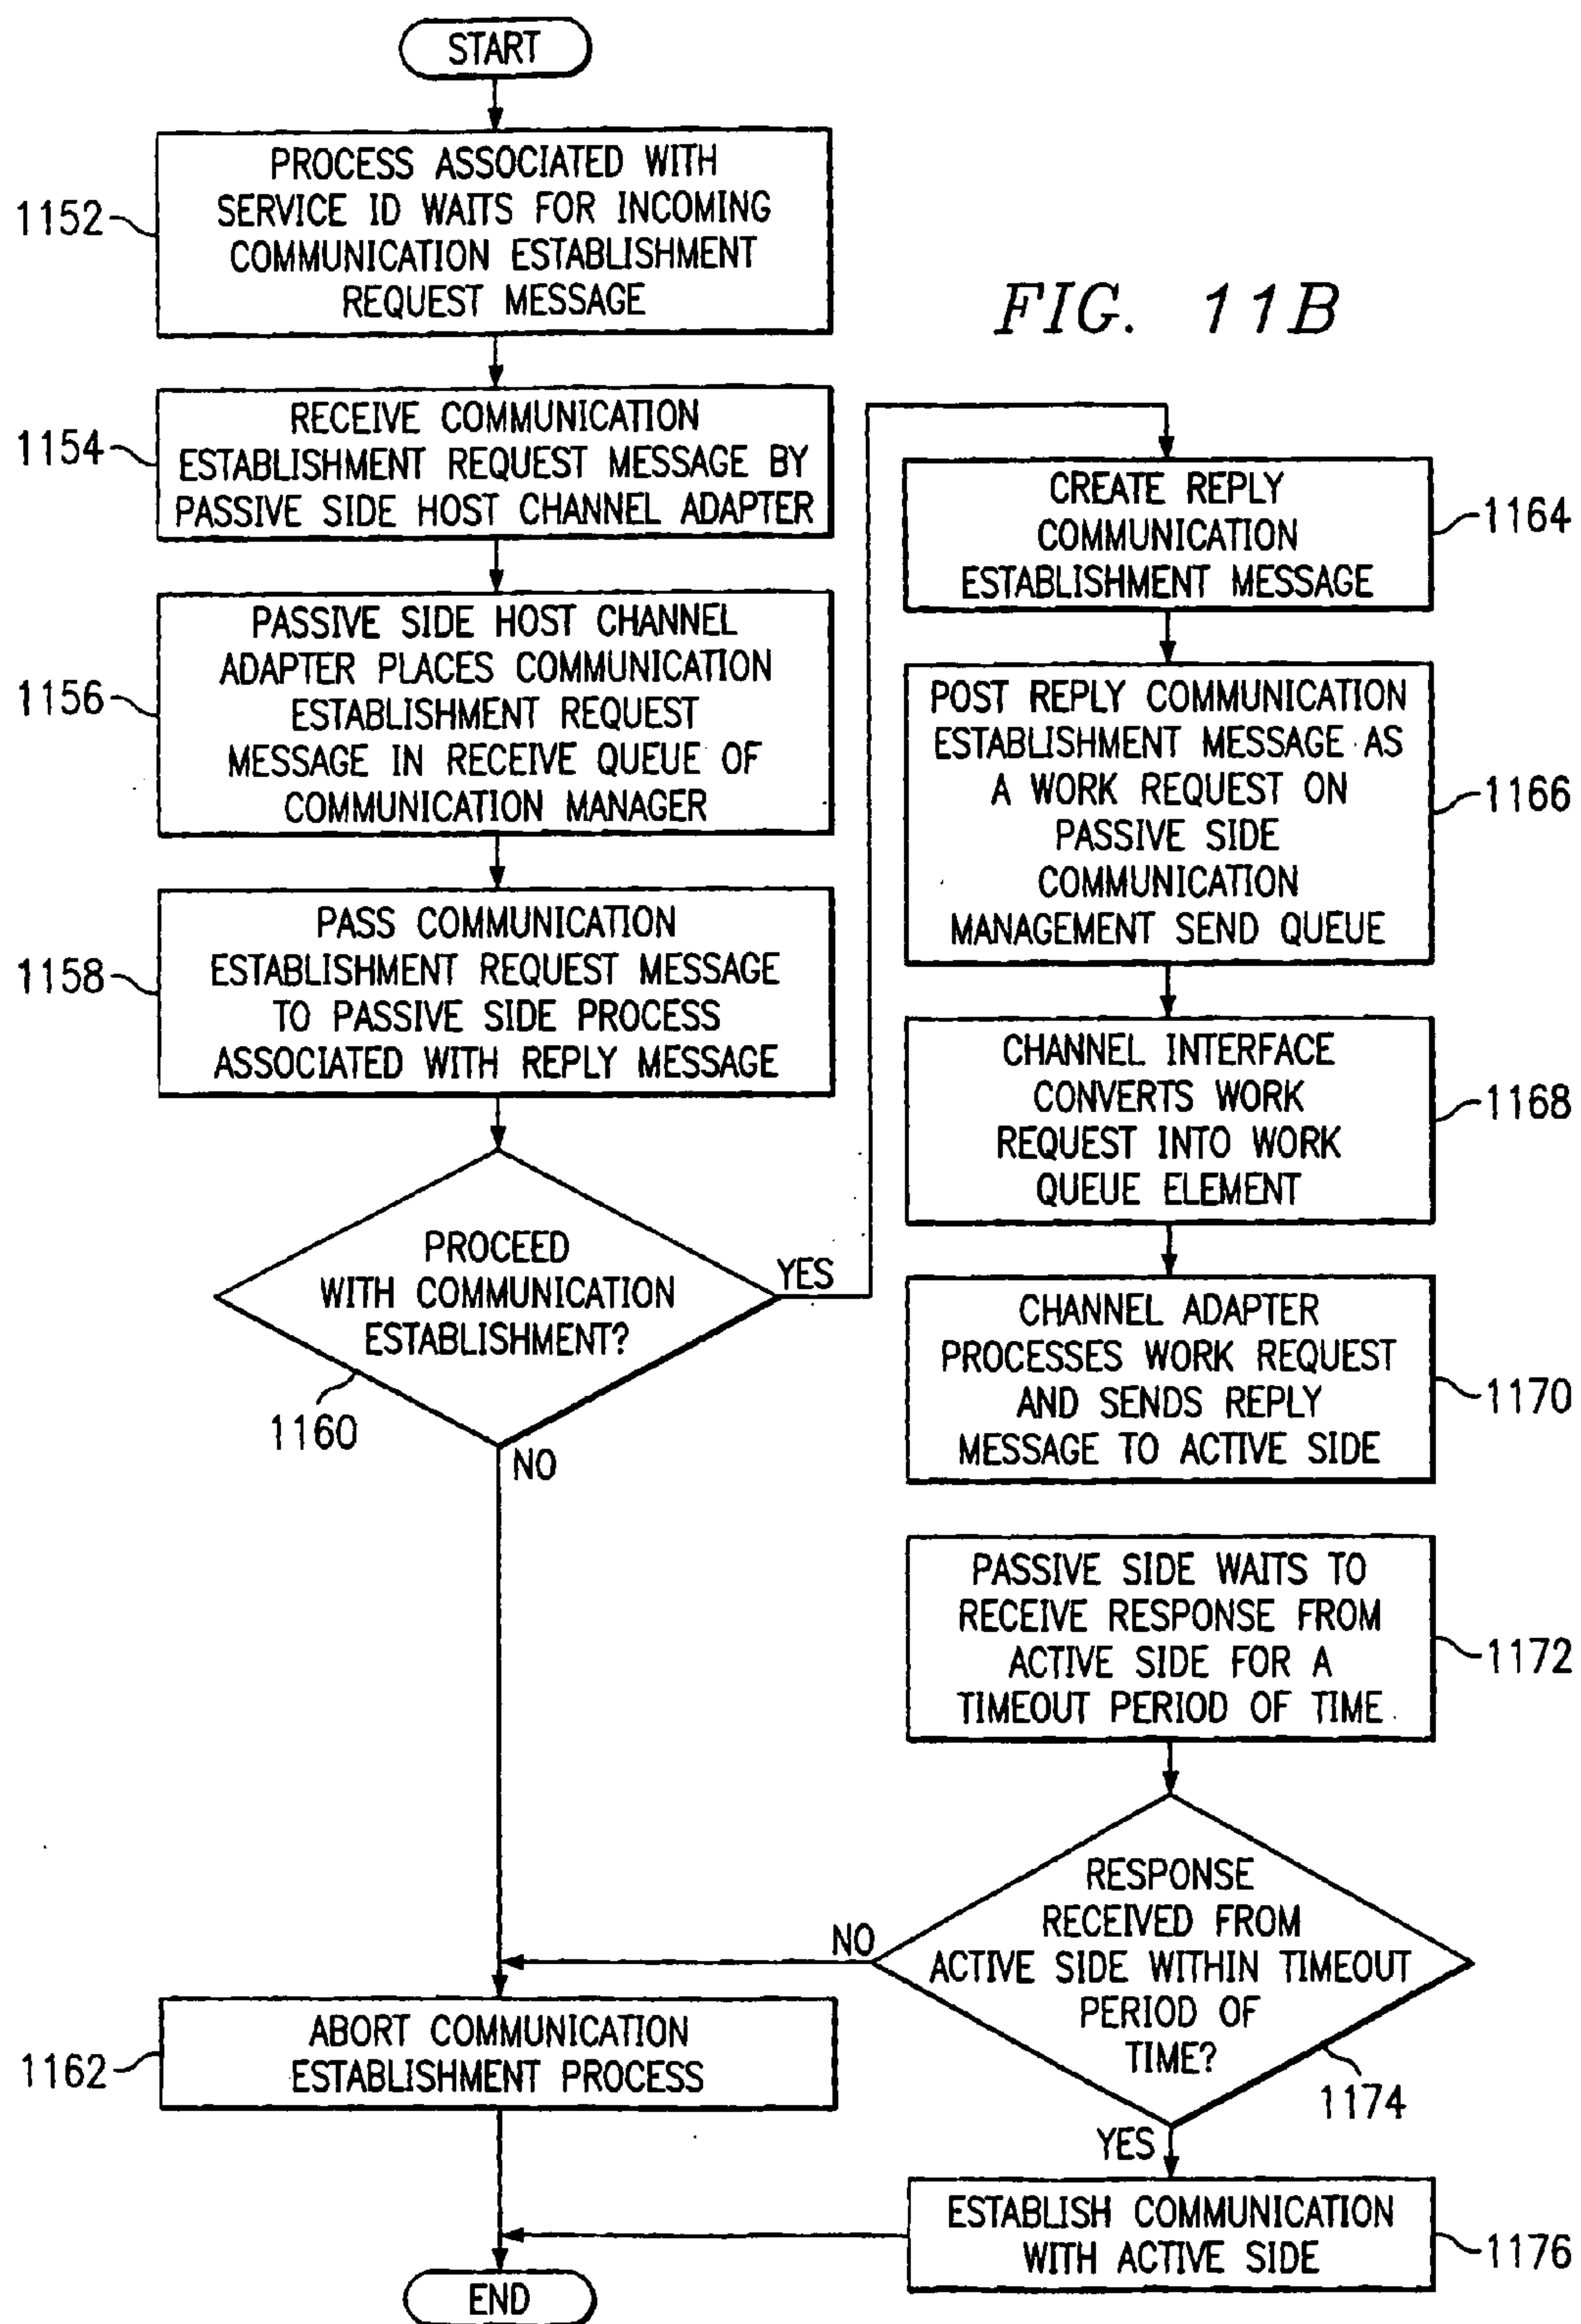 START
1152
PROCESS ASSOCIATED WITH
SERVICE ID WAITS FOR INCOMING
COMMUNICATION ESTABLISHMENT
REQUEST MESSAGE
FIG. 11B
1154
RECEIVE COMMUNICATION
ESTABLISHMENT REQUEST MESSAGE BY
PASSIVE SIDE HOST CHANNEL ADAPTER
1156
PASSIVE SIDE HOST CHANNEL
ADAPTER PLACES COMMUNICATION
ESTABLISHMENT REQUEST
MESSAGE IN RECEIVE QUEUE OF
COMMUNICATION MANAGER
1158
PASS COMMUNICATION
ESTABLISHMENT REQUEST MESSAGE
TO PASSIVE SIDE PROCESS
ASSOCIATED WITH REPLY MESSAGE
PROCEED
WITH COMMUNICATION
ESTABLISHMENT?
YES
1160
NO
CREATE REPLY
COMMUNICATION
ESTABLISHMENT MESSAGE
1164
POST REPLY COMMUNICATION
ESTABLISHMENT MESSAGE AS
A WORK REQUEST ON
PASSIVE SIDE
COMMUNICATION
MANAGEMENT SEND QUEUE
1166
CHANNEL INTERFACE
CONVERTS WORK
REQUEST INTO WORK
QUEUE ELEMENT
1168
CHANNEL ADAPTER
PROCESSES WORK REQUEST
AND SENDS REPLY
MESSAGE TO ACTIVE SIDE
1170
PASSIVE SIDE WAITS TO
RECEIVE RESPONSE FROM
ACTIVE SIDE FOR A
TIMEOUT PERIOD OF TIME
1172
RESPONSE
RECEIVED FROM
ACTIVE SIDE WITHIN TIMEOUT
PERIOD OF
TIME?
NO
1174
YES
1162
ABORT COMMUNICATION
ESTABLISHMENT PROCESS
ESTABLISH COMMUNICATION
WITH ACTIVE SIDE
1176
END